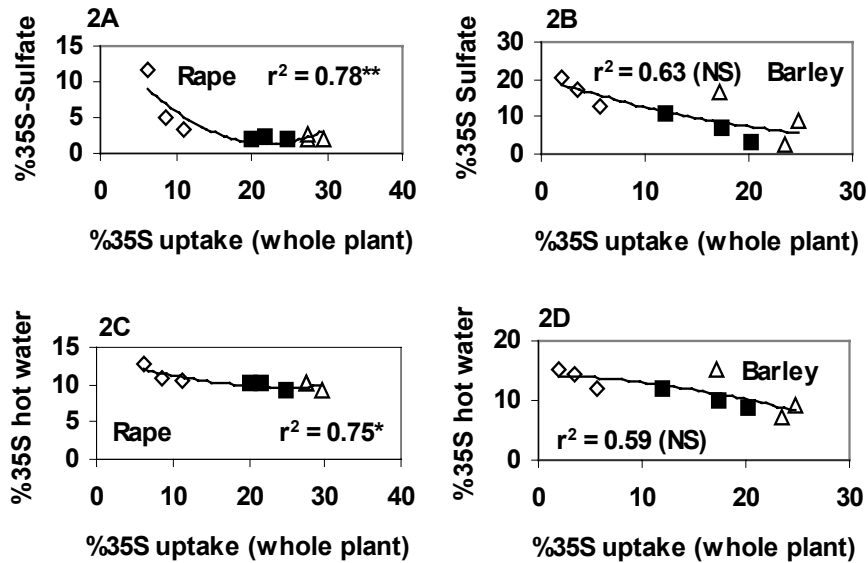 2A
15
10
5
0
%35S-Sulfate
Rape r² = 0.78**
0 10 20 30 40
%35S uptake (whole plant)
2B
30
20
10
0
%35S Sulfate
r² = 0.63 (NS) Barley
0 10 20 30
%35S uptake (whole plant)
2C
15
10
5
0
%35S hot water
Rape r² = 0.75*
0 10 20 30 40
%35S uptake (whole plant)
2D
20
10
0
%35S hot water
Barley
r² = 0.59 (NS)
0 10 20 30
%35S uptake (whole plant)